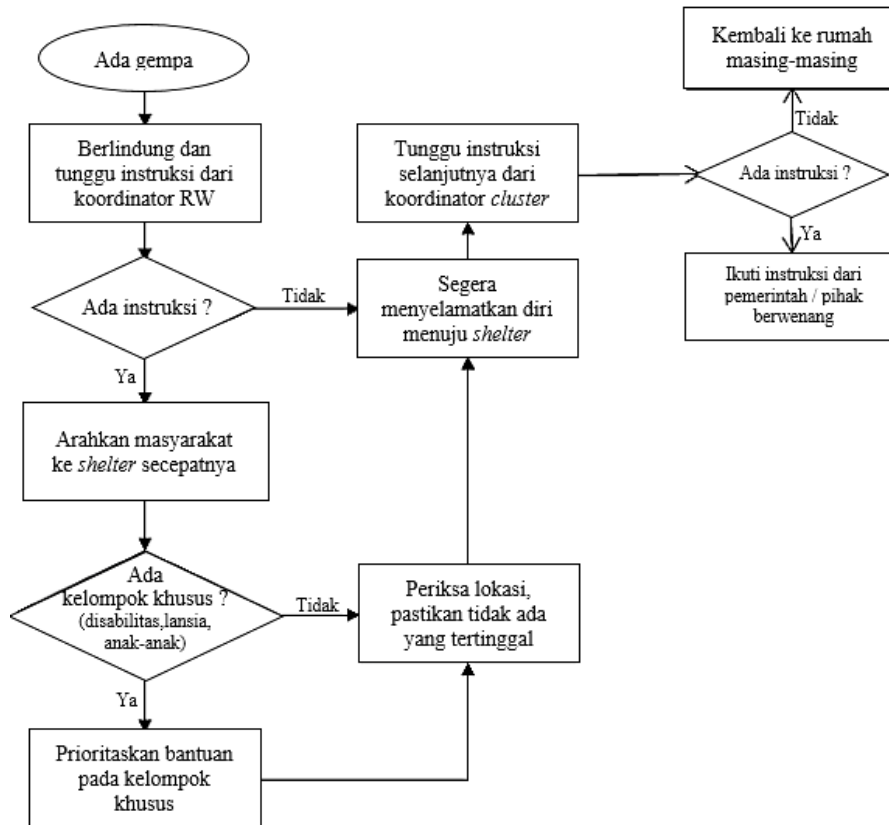 Ada gempa
Berlindung dan
tunggu instruksi dari
koordinator RW
Ada instruksi ?
Tidak
Ya
Arahkan masyarakat
ke shelter secepatnya
Ada
kelompok khusus ?
(disabilitas,lansia,
anak-anak)
Tidak
Ya
Prioritaskan bantuan
pada kelompok
khusus
Periksa lokasi,
pastikan tidak ada
yang tertinggal
Segera
menyelamatkan diri
menuju shelter
Tunggu instruksi
selanjutnya dari
koordinator cluster
Ada instruksi ?
Tidak
Kembali ke rumah
masing-masing
Ya
Ikuti instruksi dari
pemerintah / pihak
berwenang